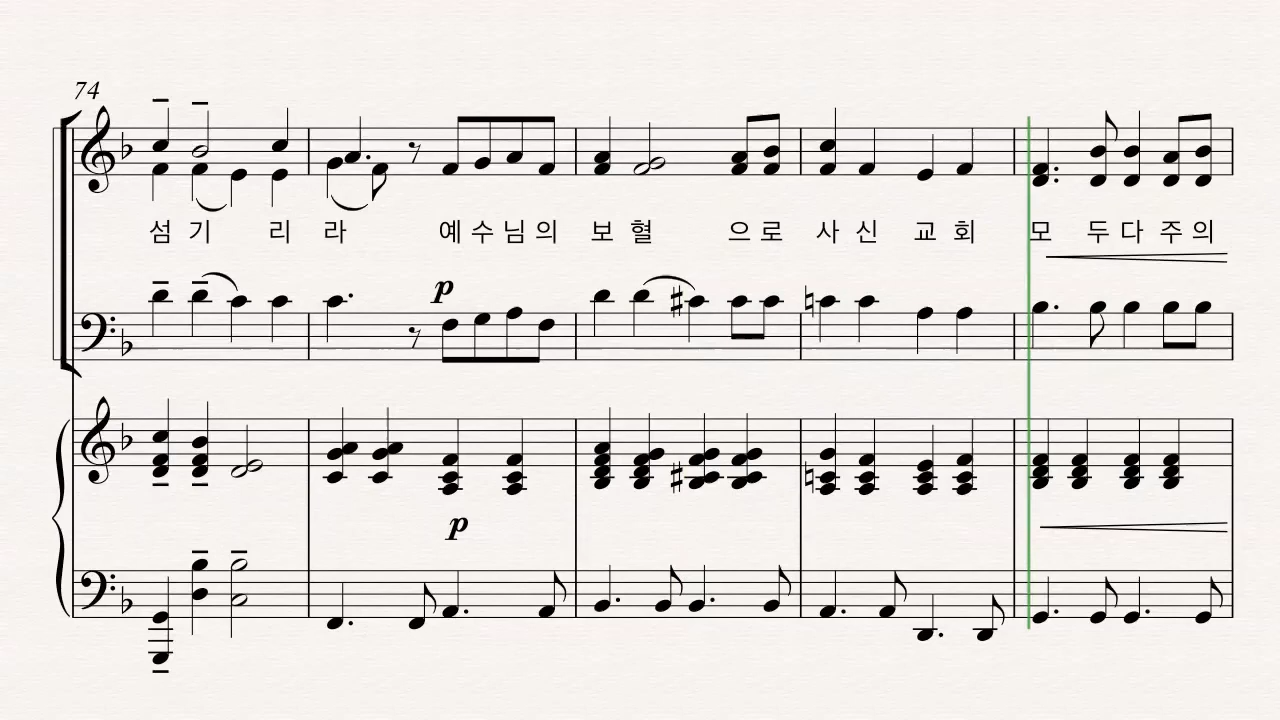 74
섬 기 리 라 예 수 님 의 보 혈 으 로 사 신 교 회 모 두 다 주 의
p
p